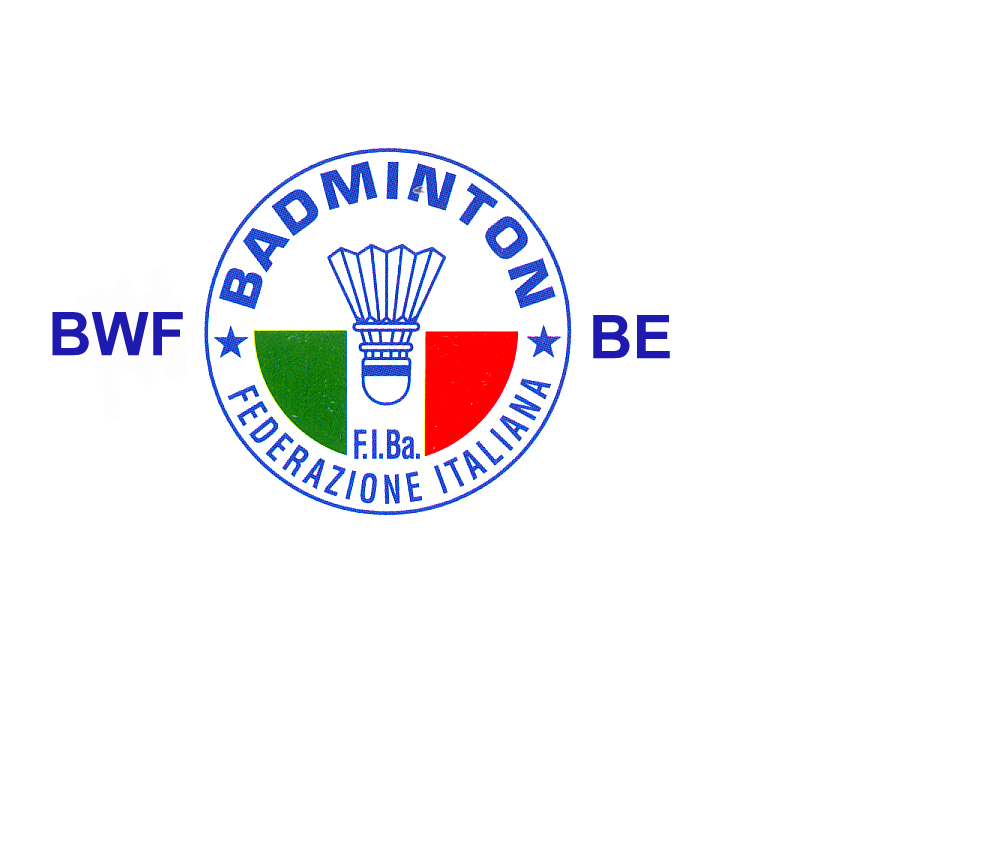 BADMINTON
BWF
BE
F.I.Ba.
FEDERAZIONE ITALIANA